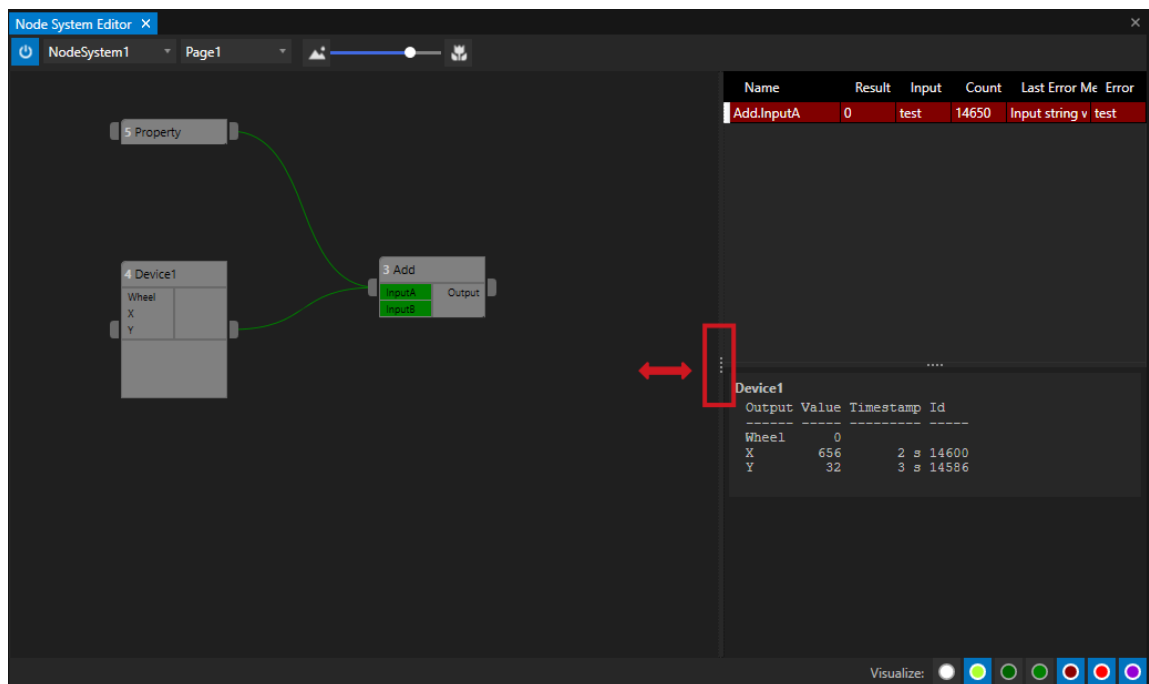 Node System Editor
NodeSystem1 Page1
Name Result Input Count Last Error Me Error
Add.InputA 0 test 14650 Input string v test
5 Property
4 Device1
Wheel
X
Y
3 Add
InputA Output
InputB
Device1
Output Value Timestamp Id
------ ----- --------- -----
Wheel 0
X 656 2 s 14600
Y 32 3 s 14586
Visualize: